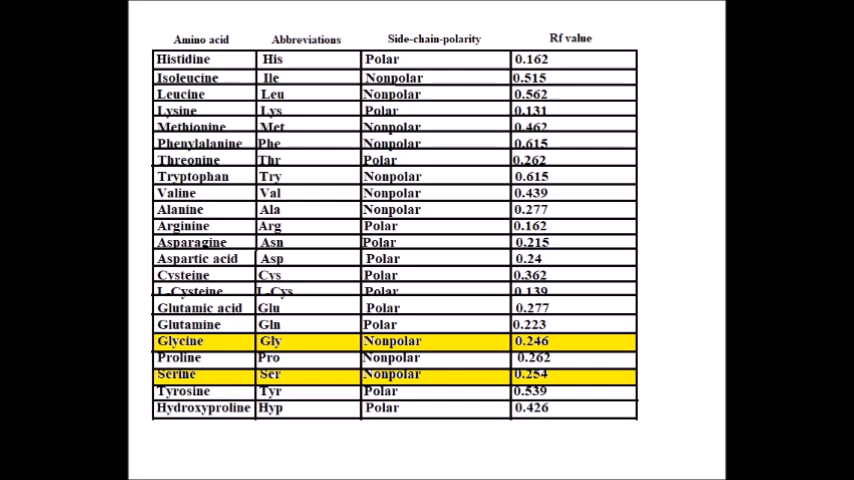 Amino acid Abbreviations Side-chain-polarity Rf value
Histidine His Polar 0.162
Isoleucine Ile Nonpolar 0.515
Leucine Leu Nonpolar 0.562
Lysine Lys Polar 0.131
Methionine Met Nonpolar 0.462
Phenylalanine Phe Nonpolar 0.615
Threonine Thr Polar 0.262
Tryptophan Try Nonpolar 0.615
Valine Val Nonpolar 0.439
Alanine Ala Nonpolar 0.277
Arginine Arg Polar 0.162
Asparagine Asn Polar 0.215
Aspartic acid Asp Polar 0.24
Cysteine Cys Polar 0.362
L-Cysteine L-Cys Polar 0.139
Glutamic acid Glu Polar 0.277
Glutamine Gln Polar 0.223
Glycine Gly Nonpolar 0.246
Proline Pro Nonpolar 0.262
Serine Ser Nonpolar 0.254
Tyrosine Tyr Polar 0.539
Hydroxyproline Hyp Polar 0.426